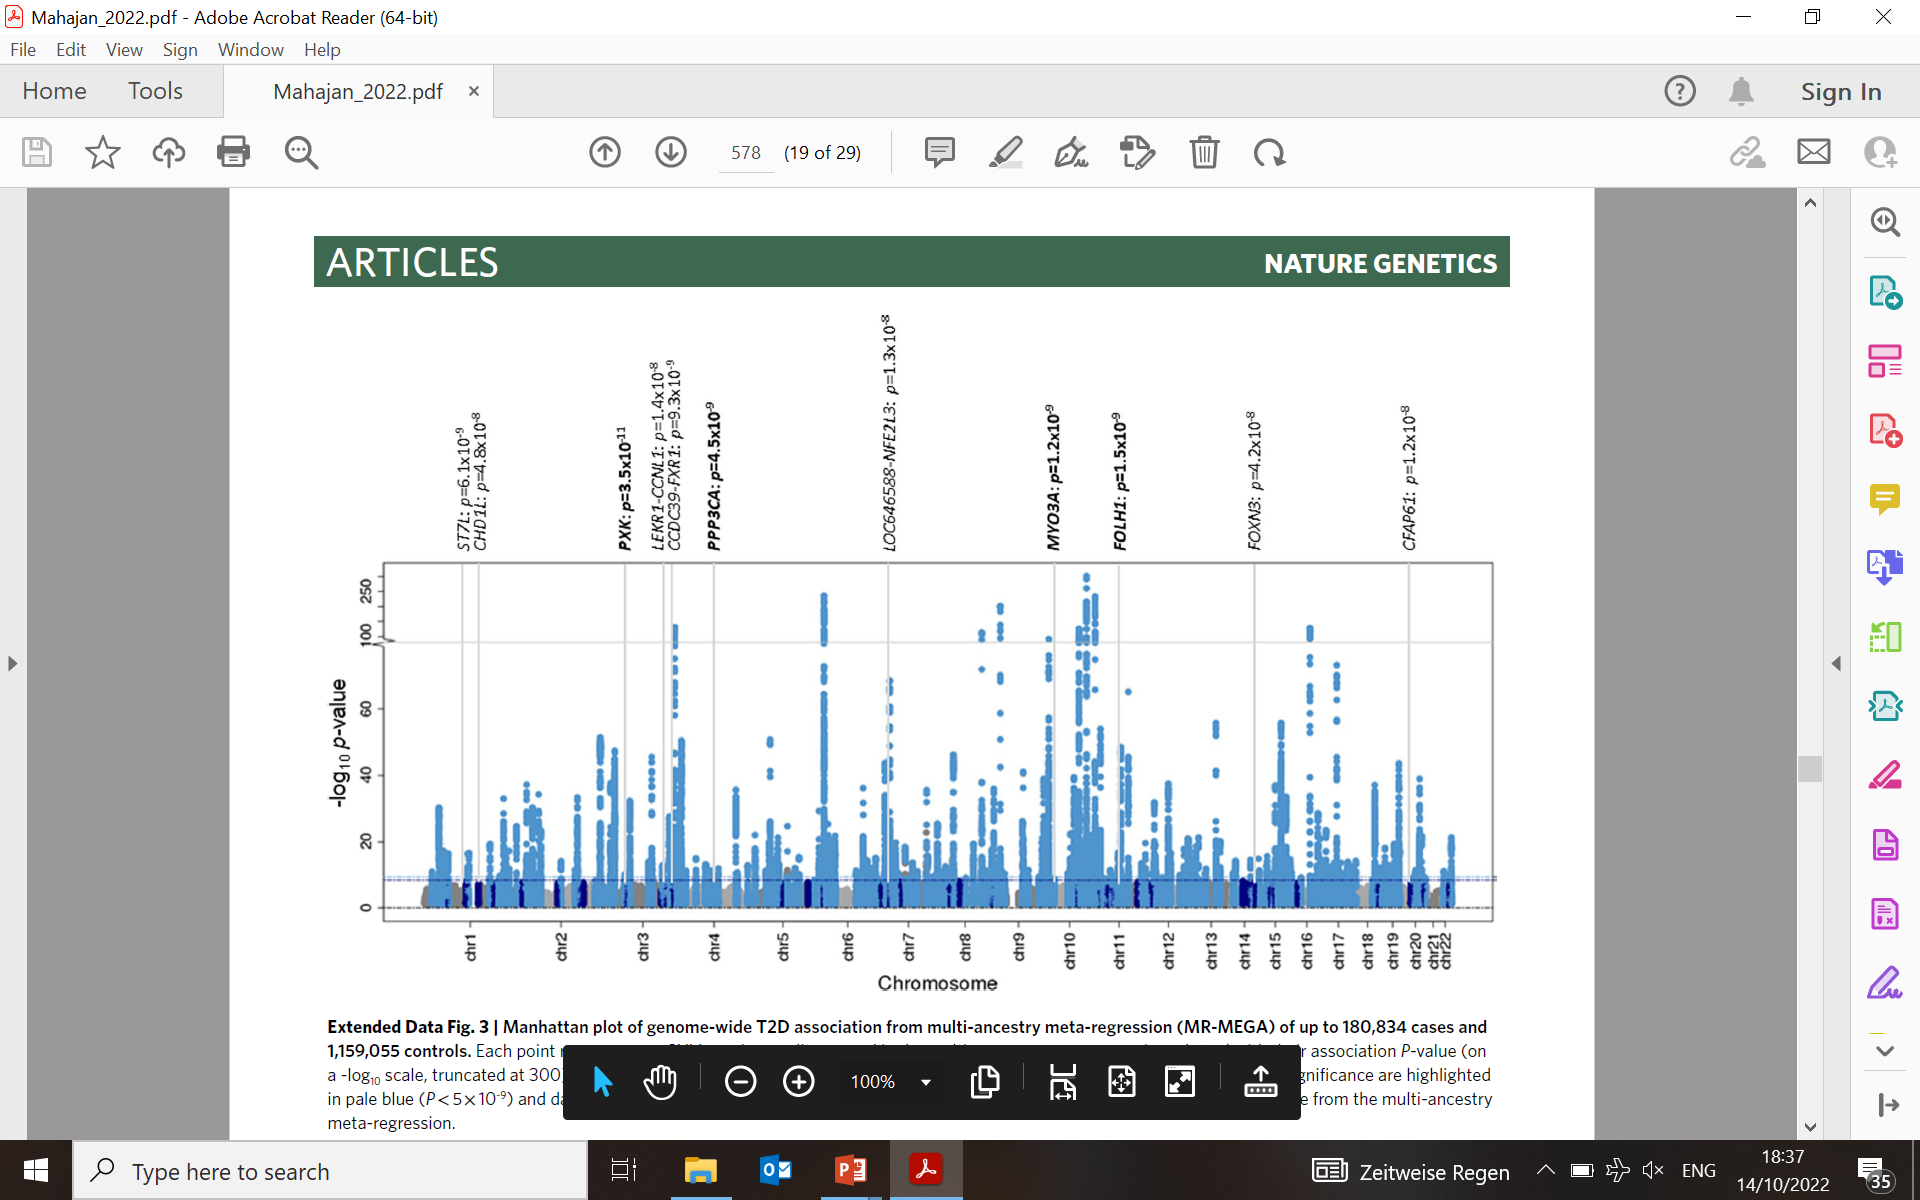 Mahajan_2022.pdf - Adobe Acrobat Reader (64-bit)
File Edit View Sign Window Help
Home Tools Mahajan_2022.pdf × Sign In
578 (19 of 29)
ARTICLES NATURE GENETICS
ST7L: p=6.1x10-9
CHD1L: p=4.8x10-8
PXK: p=3.5x10-11
LEKR1-CCNL1: p=1.4x10-8
CCDC39-FXR1: p=9.3x10-9
PPP3CA: p=4.5x10-9
LOC646588-NFE2L3: p=1.3x10-8
MYO3A: p=1.2x10-9
FOLH1: p=1.5x10-9
FOXN3: p=4.2x10-8
CFAP61: p=1.2x10-8
-log10 p-value
250
100
60
40
20
0
chr1 chr2 chr3 chr4 chr5 chr6 chr7 chr8 chr9 chr10 chr11 chr12 chr13 chr14 chr15 chr16 chr17 chr18 chr19 chr20 chr21 chr22
Chromosome
Extended Data Fig. 3 | Manhattan plot of genome-wide T2D association from multi-ancestry meta-regression (MR-MEGA) of up to 180,834 cases and
1,159,055 controls. Each point association P-value (on
a -log10 scale, truncated at 300 are highlighted
in pale blue (P<5×10-9) and from the multi-ancestry
meta-regression.
100%
Type here to search
Zeitweise Regen ENG 18:37
14/10/2022
35